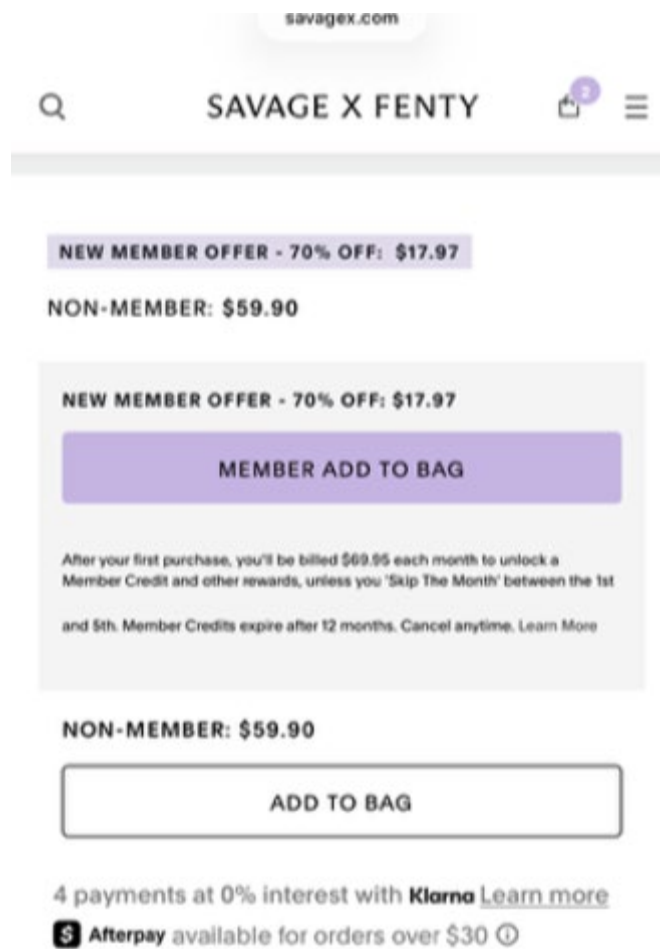 savagex.com
SAVAGE X FENTY
2
NEW MEMBER OFFER - 70% OFF: $17.97
NON-MEMBER: $59.90
NEW MEMBER OFFER - 70% OFF: $17.97
MEMBER ADD TO BAG
After your first purchase, you'll be billed $69.95 each month to unlock a
Member Credit and other rewards, unless you 'Skip The Month' between the 1st
and 5th. Member Credits expire after 12 months. Cancel anytime. Learn More
NON-MEMBER: $59.90
ADD TO BAG
4 payments at 0% interest with Klarna Learn more
Afterpay available for orders over $30